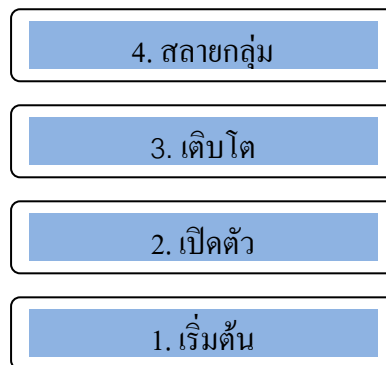 4. สลายกลุ่ม
3. เติบโต
2. เปิดตัว
1. เริ่มต้น